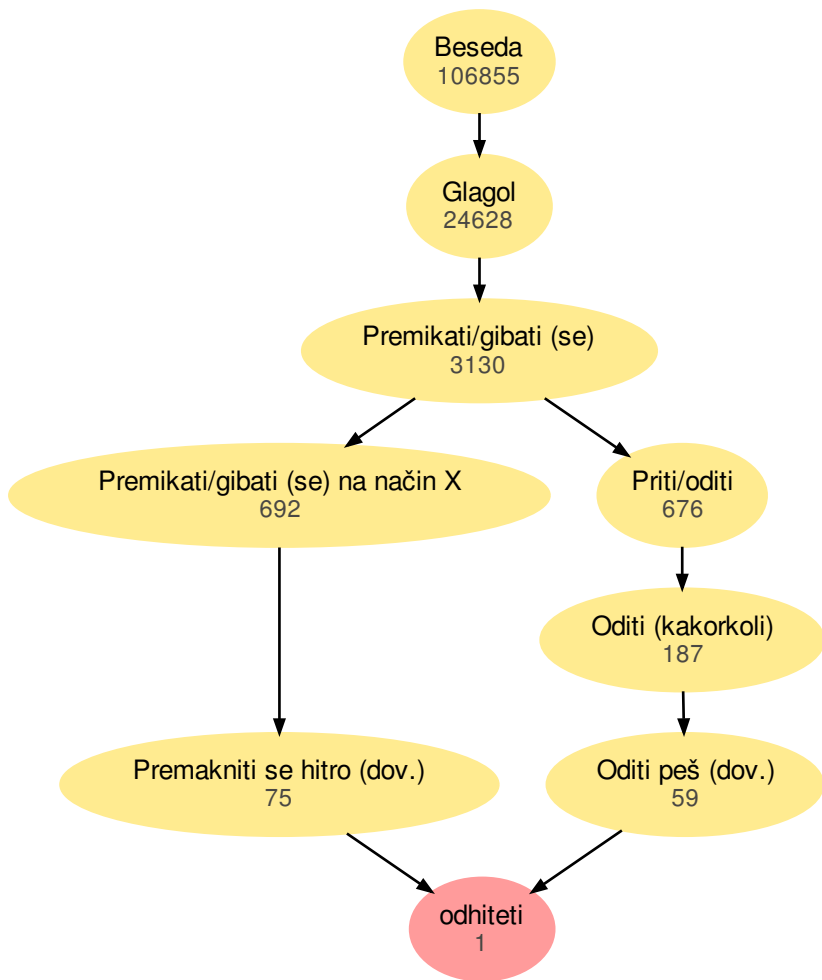 Beseda
106855
Glagol
24628
Premikati/gibati (se)
3130
Premikati/gibati (se) na način X
692
Priti/oditi
676
Oditi (kakorkoli)
187
Premakniti se hitro (dov.)
75
Oditi peš (dov.)
59
odhiteti
1